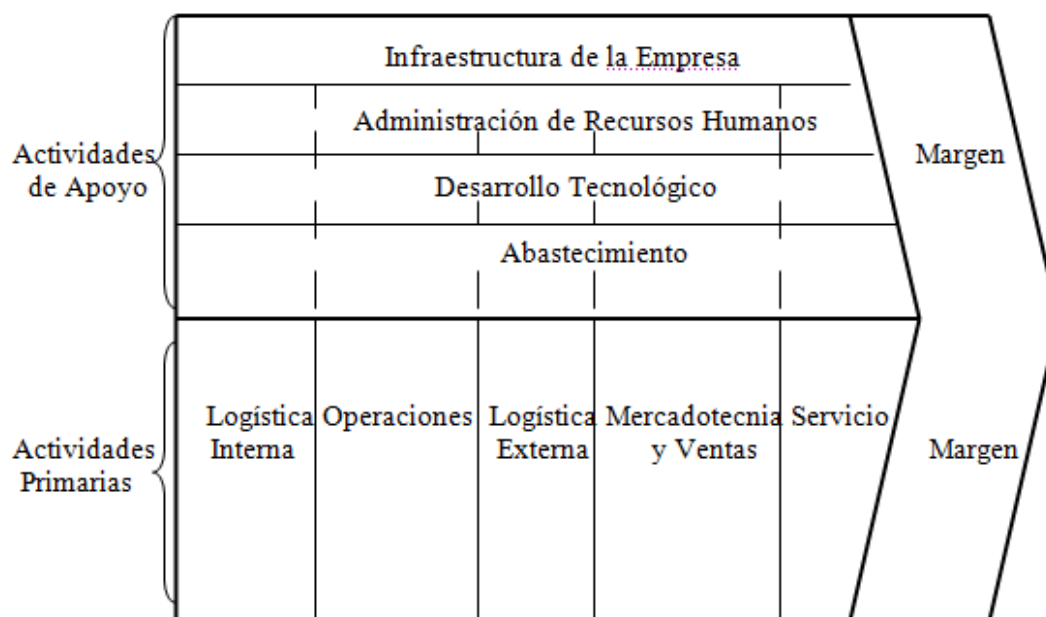 Infraestructura de la Empresa
Administración de Recursos Humanos
Actividades
de Apoyo
Margen
Desarrollo Tecnológico
Abastecimiento
Logística
Interna
Operaciones
Logística
Externa
Mercadotecnia
y Ventas
Servicio
Actividades
Primarias
Margen